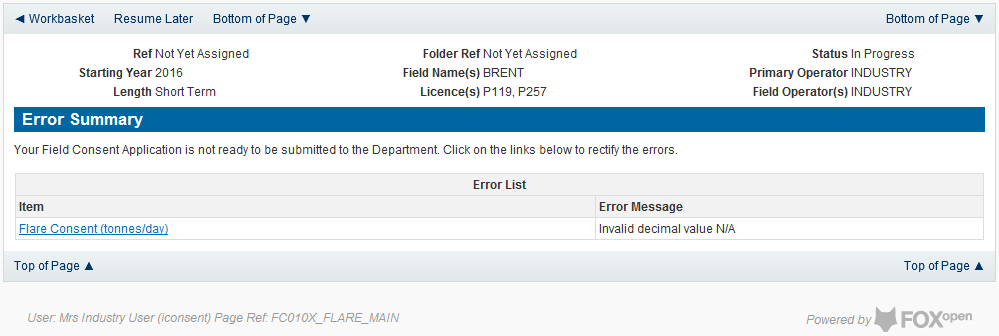 ◄ Workbasket Resume Later Bottom of Page ▼ Bottom of Page ▼
Ref Not Yet Assigned Folder Ref Not Yet Assigned Status In Progress
Starting Year 2016 Field Name(s) BRENT Primary Operator INDUSTRY
Length Short Term Licence(s) P119, P257 Field Operator(s) INDUSTRY
Error Summary
Your Field Consent Application is not ready to be submitted to the Department. Click on the links below to rectify the errors.
Error List
Item Error Message
Flare Consent (tonnes/day) Invalid decimal value N/A
Top of Page ▲ Top of Page ▲
User: Mrs Industry User (iconsent) Page Ref: FC010X_FLARE_MAIN Powered by FOXopen